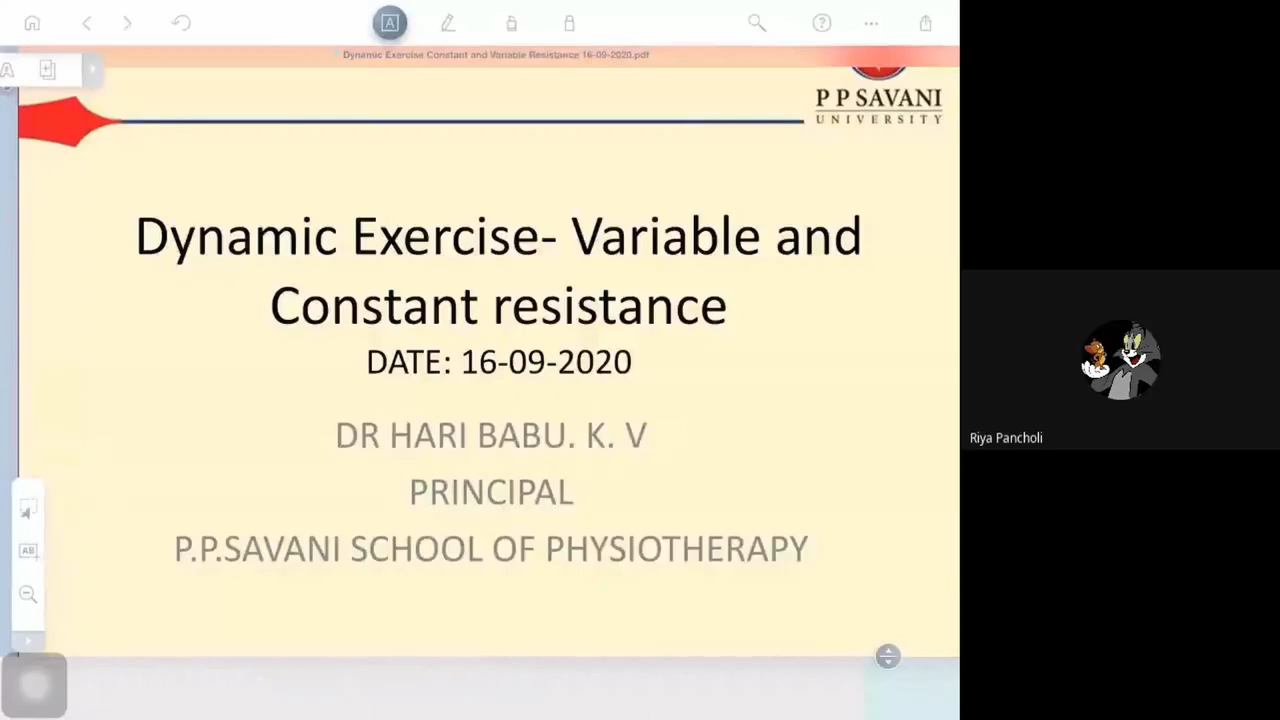 A
Dynamic Exercise Constant and Variable Resistance 16-09-2020.pdf
A
P P SAVANI
UNIVERSITY
Dynamic Exercise- Variable and
Constant resistance
DATE: 16-09-2020
DR HARI BABU. K. V
PRINCIPAL
P.P.SAVANI SCHOOL OF PHYSIOTHERAPY
Riya Pancholi
AB